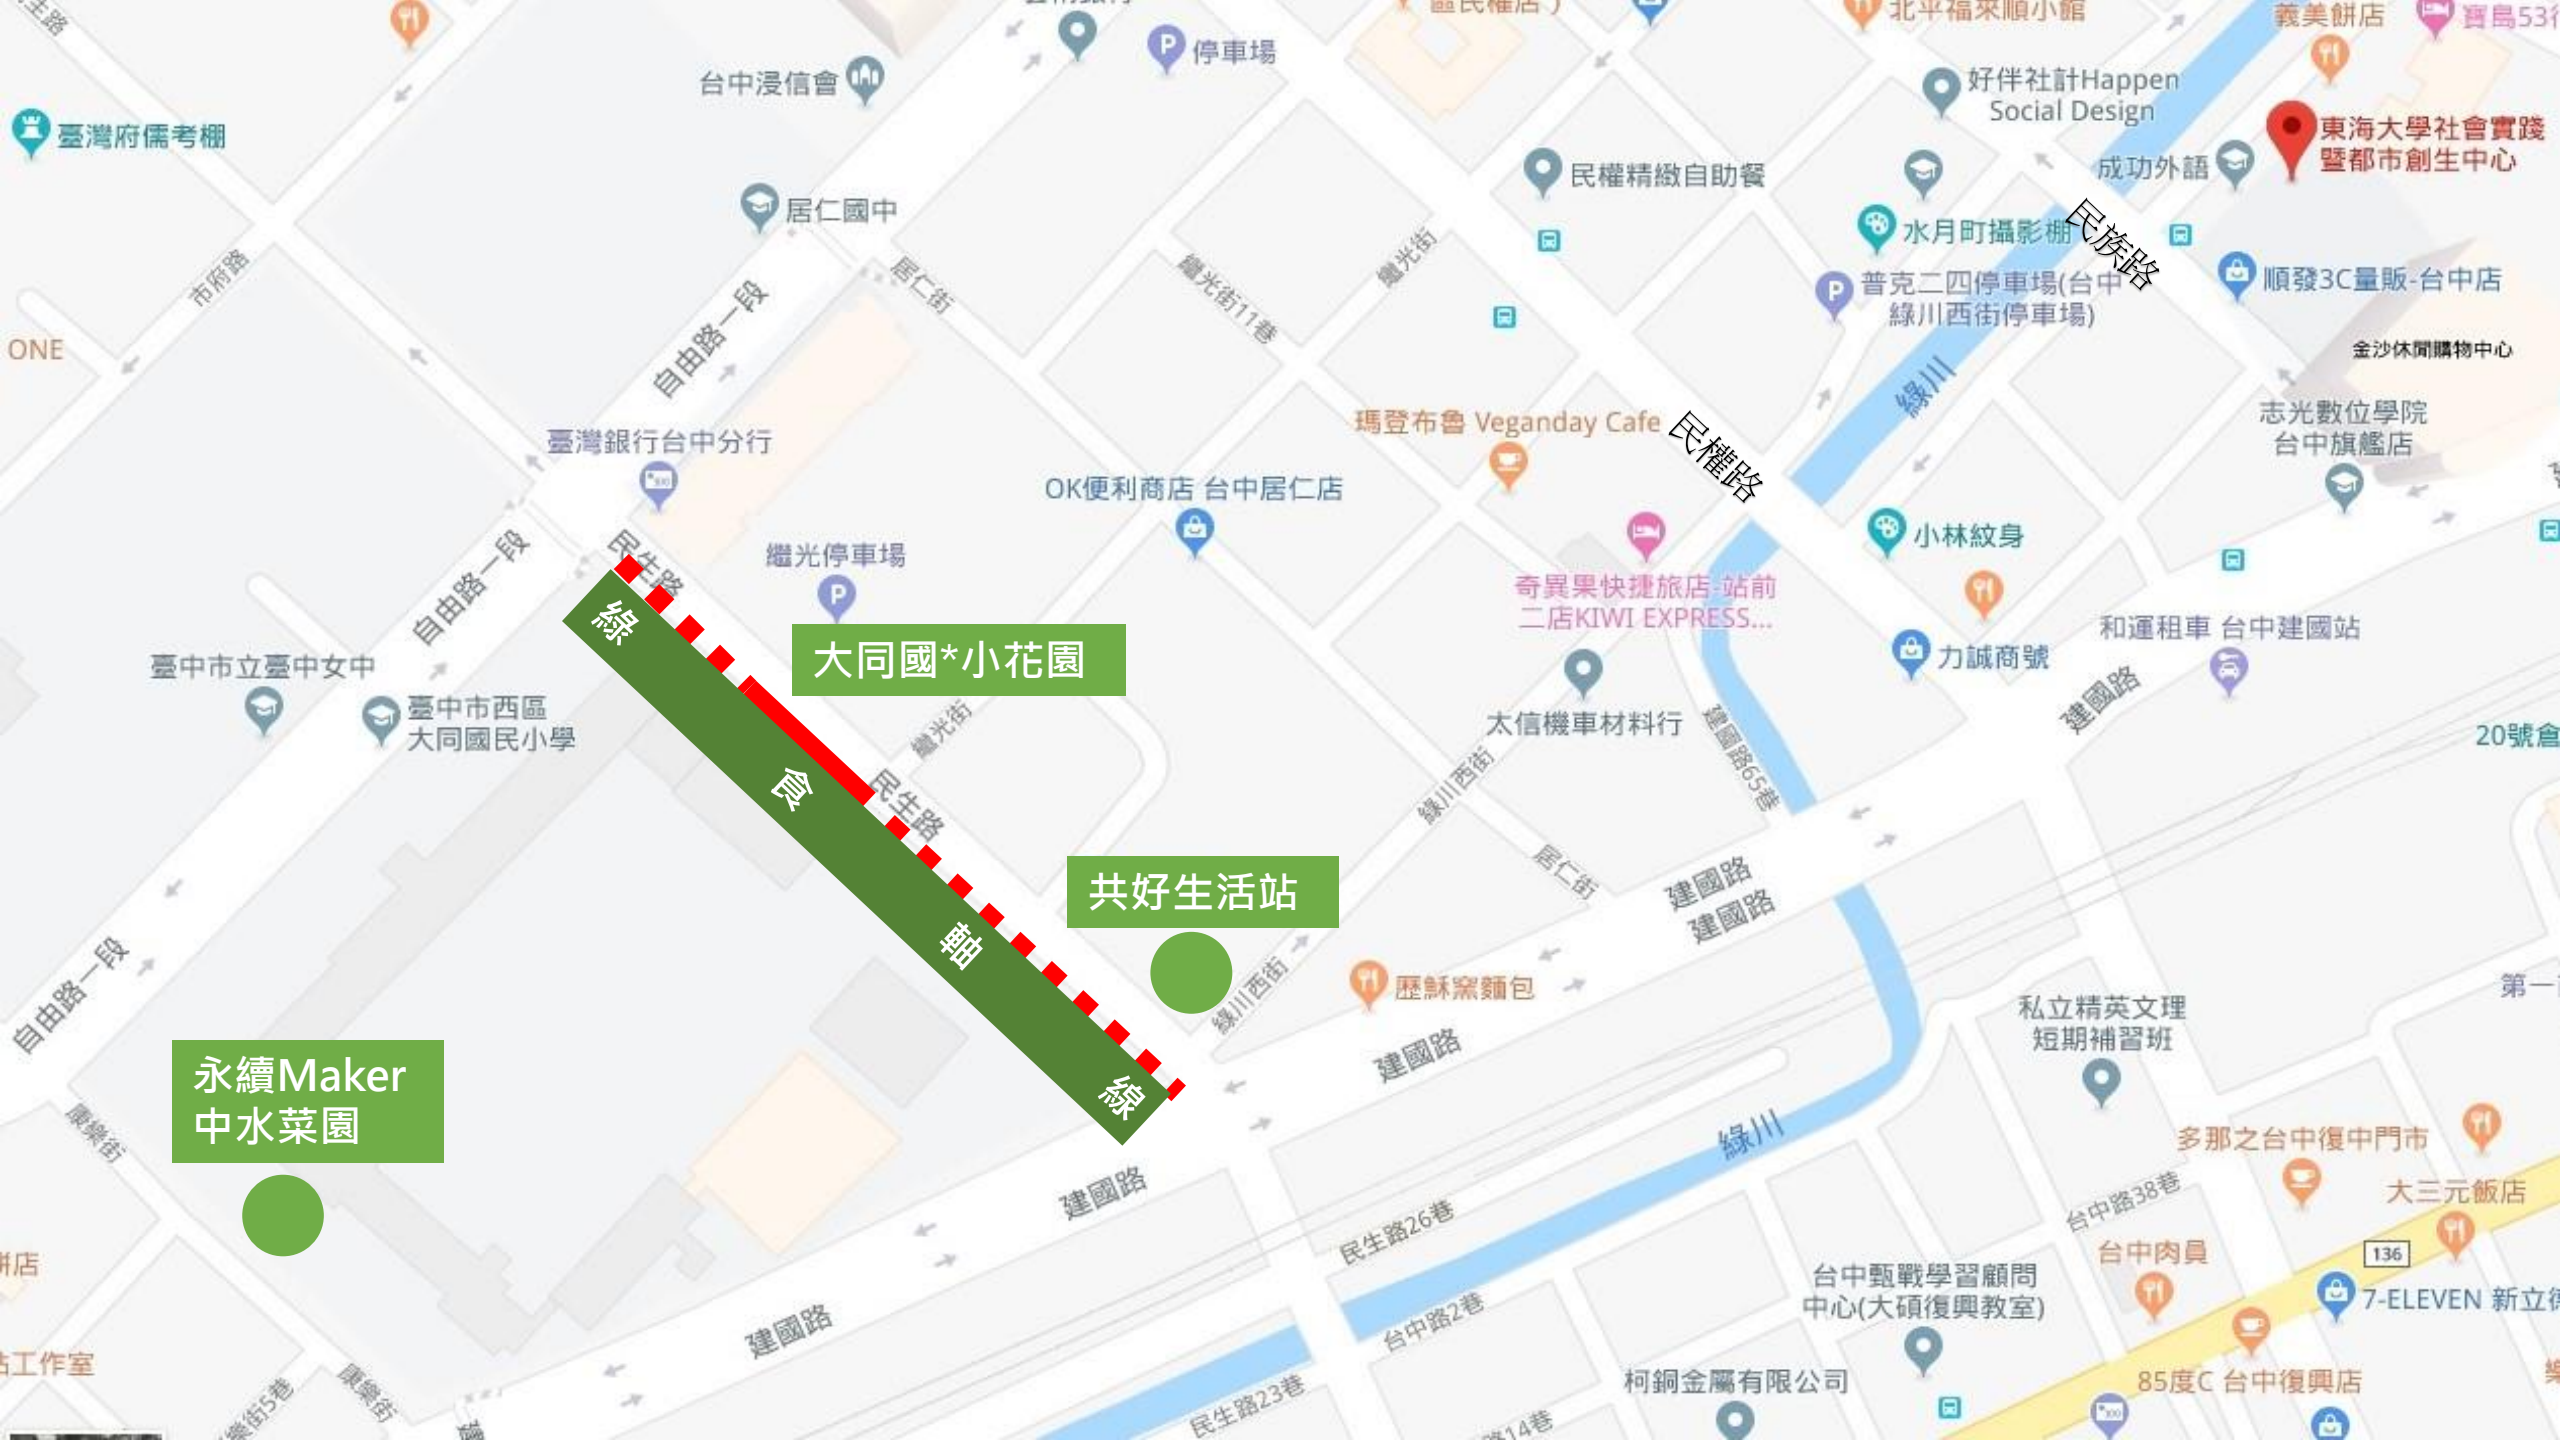 北平福來順小館
義美餅店
停車場
台中浸信會
好伴社計Happen
Social Design
東海大學社會實踐
暨都市創生中心
臺灣府儒考棚
成功外語
民權精緻自助餐
居仁國中
水月町攝影棚
民族路
市府路
居仁街
繼光街11巷
繼光街
普克二四停車場(台中
綠川西街停車場)
順發3C量販-台中店
自由路一段
ONE
金沙休閒購物中心
綠川
瑪登布魯 Veganday Cafe
民權路
志光數位學院
台中旗艦店
臺灣銀行台中分行
OK便利商店 台中居仁店
小林紋身
自由路一段
民生路
繼光停車場
奇異果快捷旅店-站前
二店KIWI EXPRESS...
綠
大同國*小花園
力誠商號
和運租車 台中建國站
臺中市立臺中女中
臺中市西區
大同國民小學
繼光街
太信機車材料行
建國路65巷
建國路
20號倉
食
民生路
綠川西街
居仁街
建國路
建國路
共好生活站
軸
綠川西街
歷穌窯麵包
自由路一段
私立精英文理
短期補習班
第一
建國路
永續Maker
中水菜園
線
康樂街
綠川
多那之台中復中門市
建國路
大三元飯店
民生路26巷
台中路38巷
台中肉員
136
餅店
台中甄戰學習顧問
中心(大碩復興教室)
7-ELEVEN 新立德
建國路
台中路2巷
工作室
康樂街
樂街5巷
民生路23巷
柯銅金屬有限公司
85度C 台中復興店
路14巷